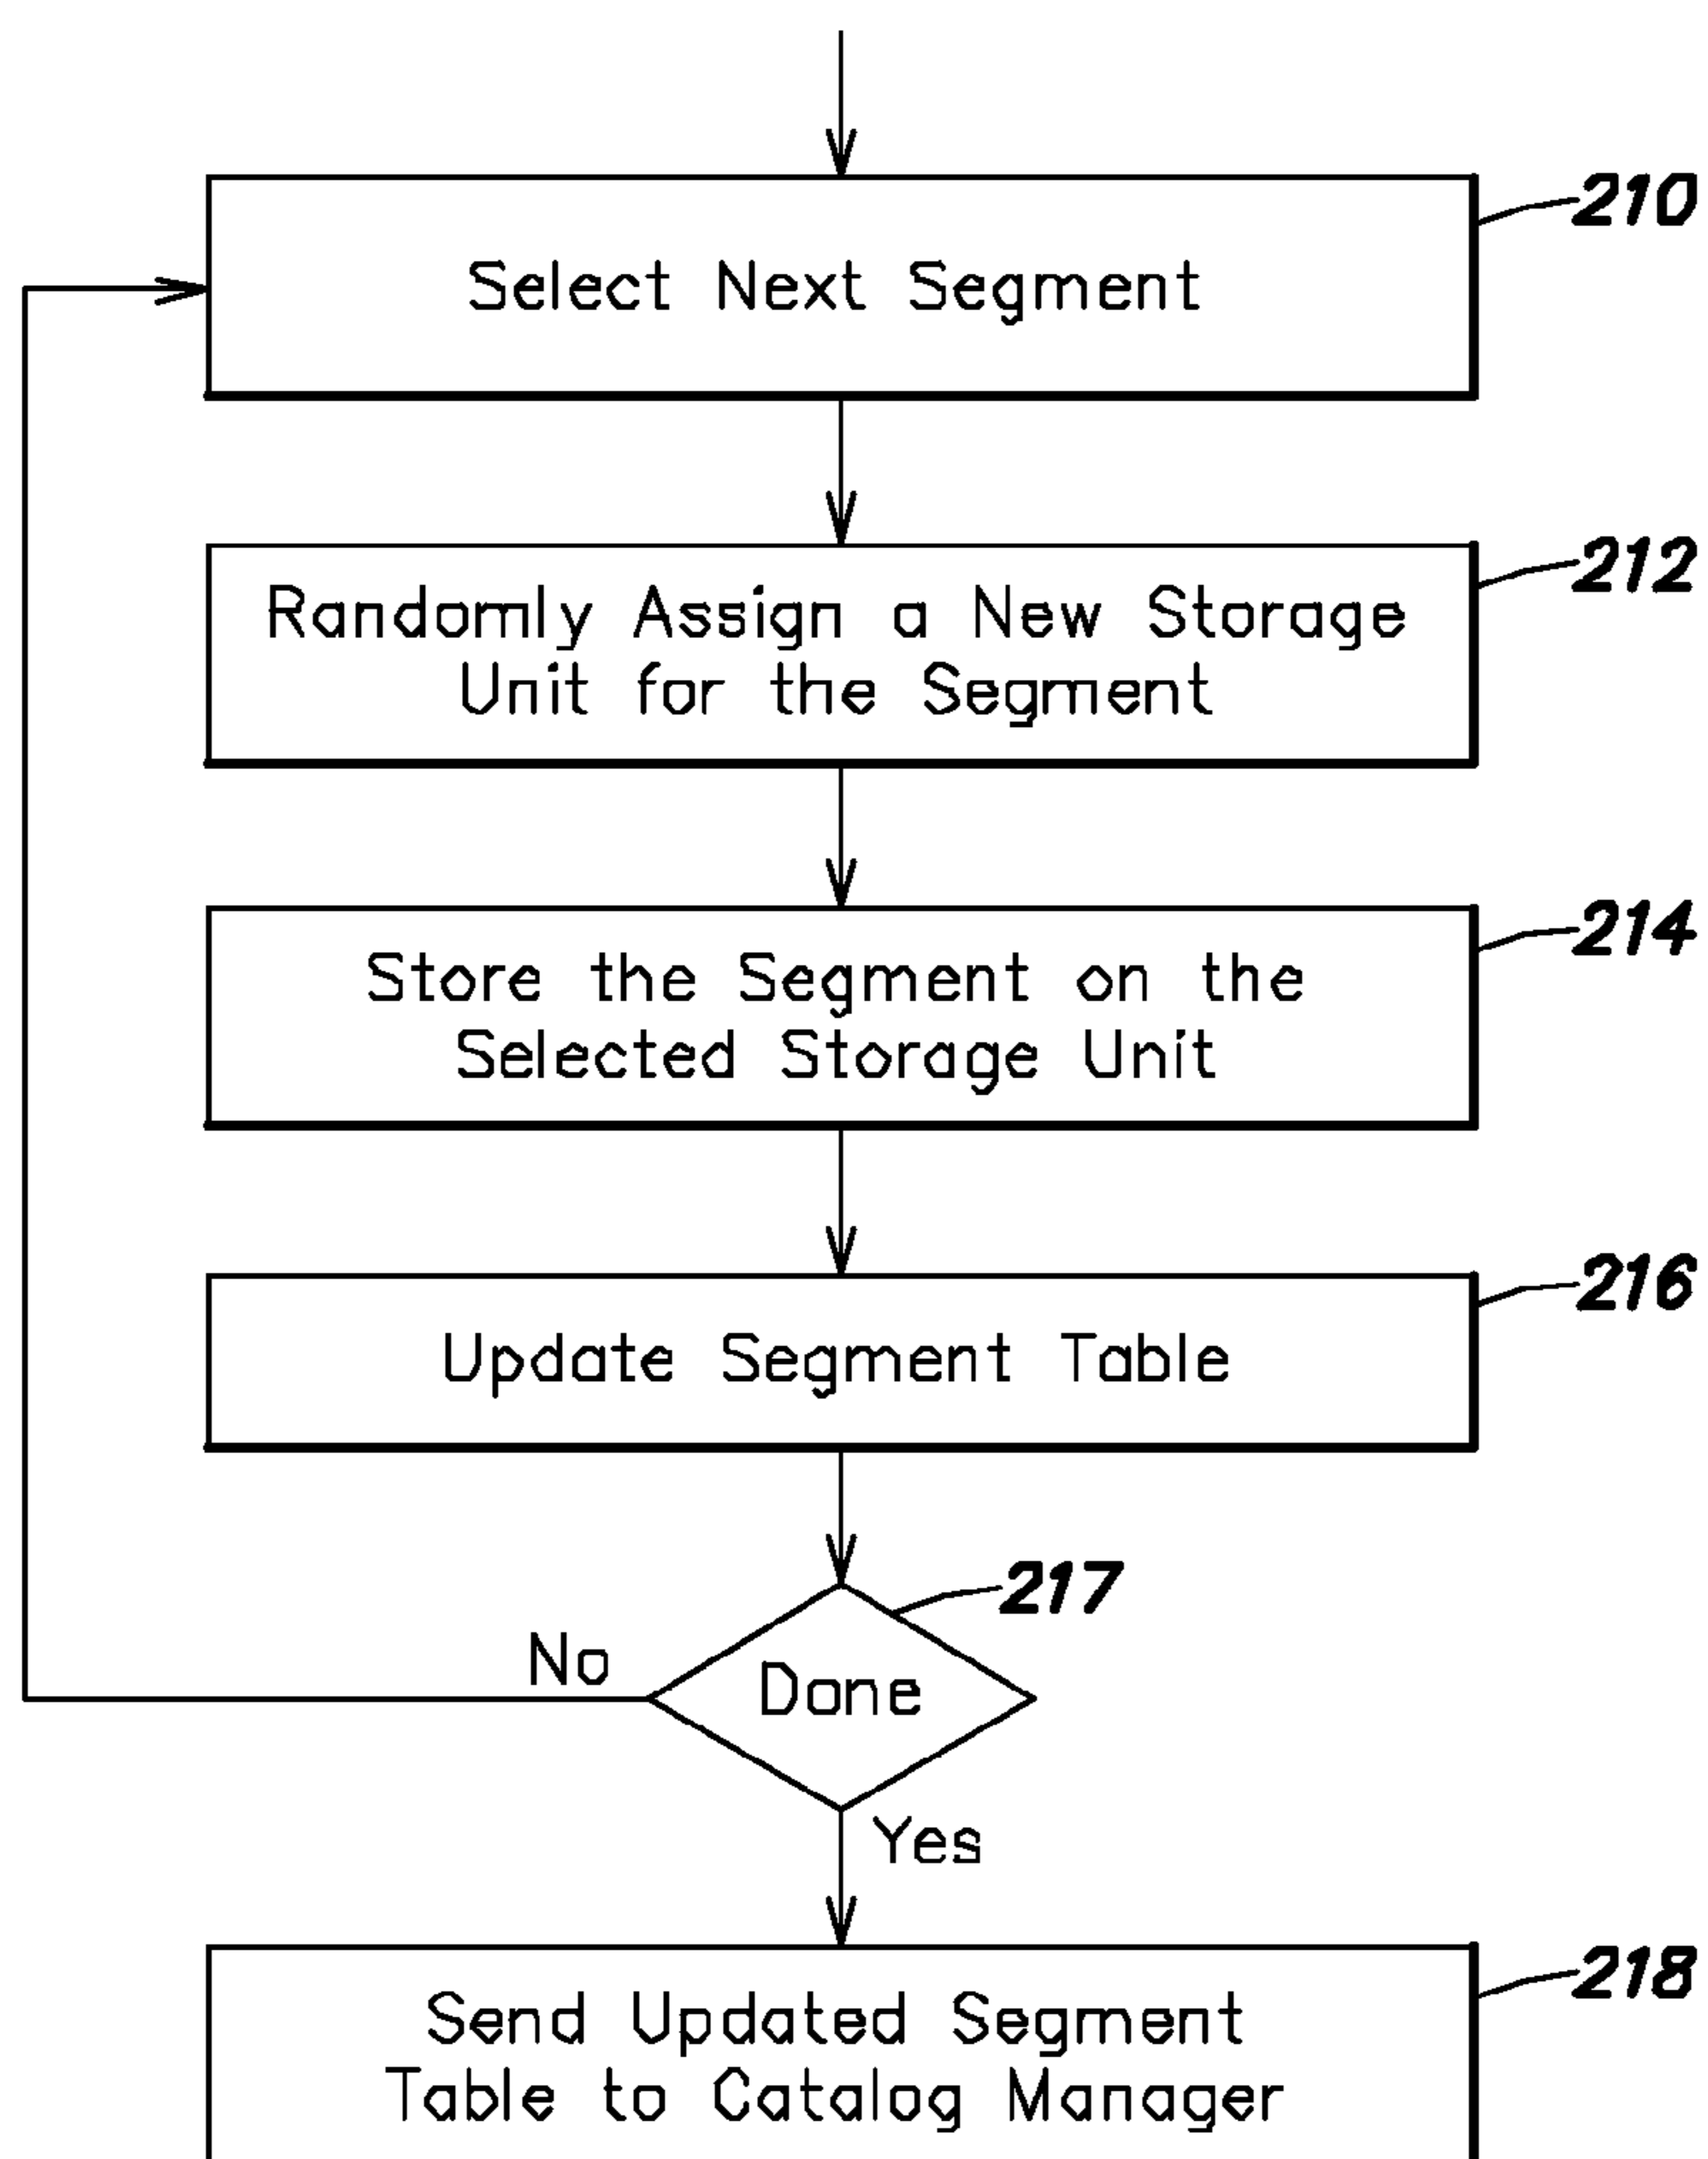 210
Select Next Segment
212
Randomly Assign a New Storage
Unit for the Segment
214
Store the Segment on the
Selected Storage Unit
216
Update Segment Table
217
No
Done
Yes
218
Send Updated Segment
Table to Catalog Manager